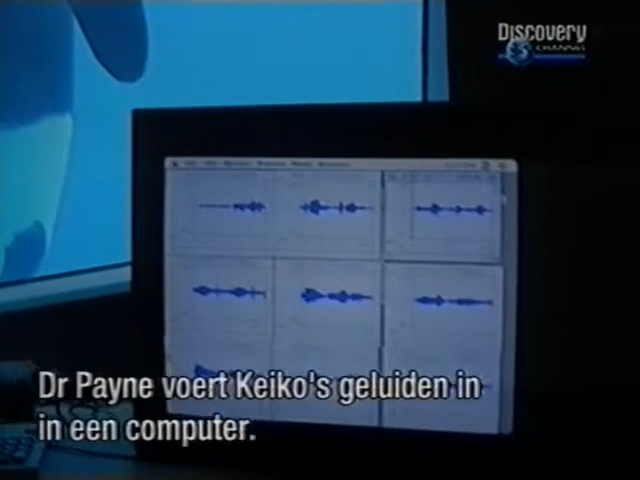 Discovery
CHANNEL
Dr Payne voert Keiko's geluiden in
in een computer.